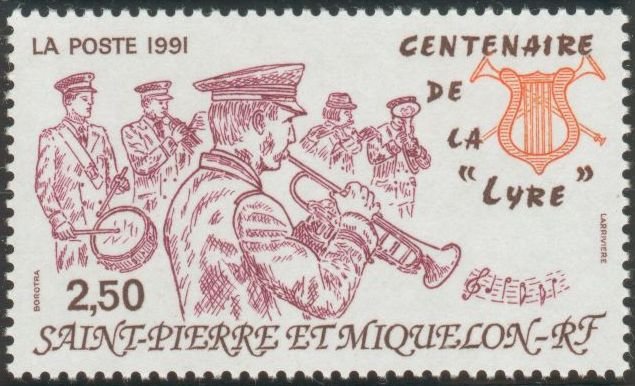 LA POSTE 1991
CENTENAIRE
DE
LA
"LYRE"
BOROTRA
LARRIVIERE
2,50
SAINT-PIERRE ET MIQUELON-RF